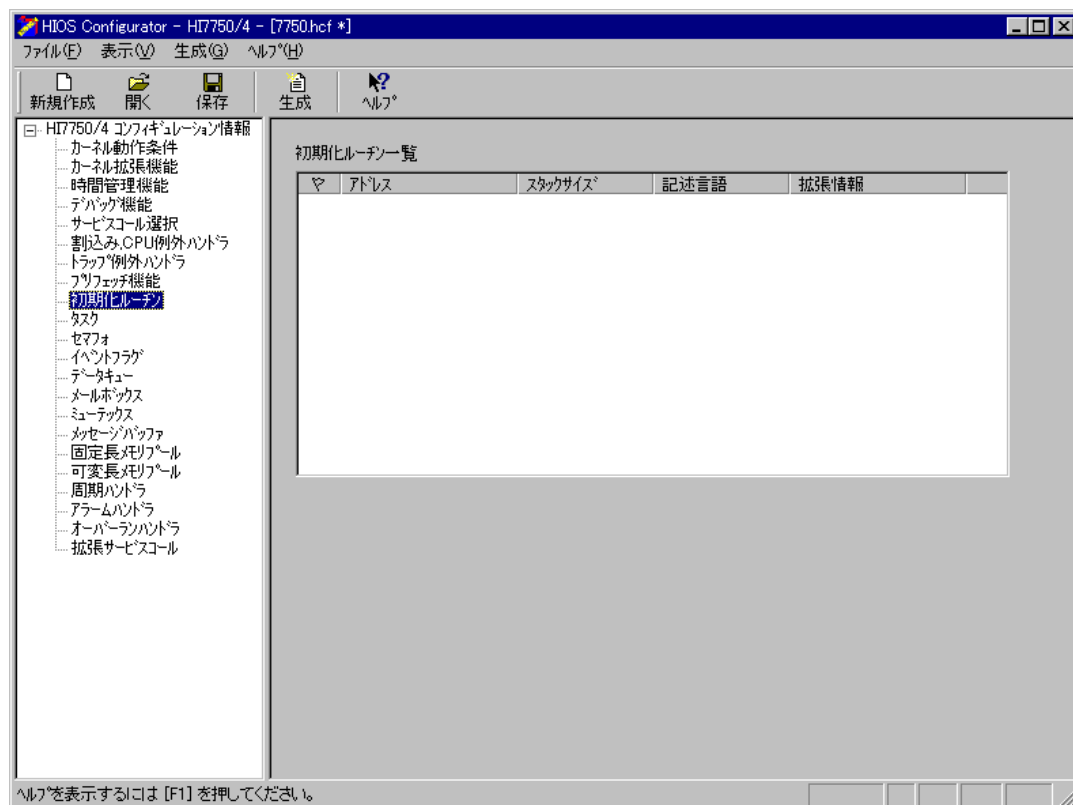 HIOS Configurator - HI7750/4 - [7750.hcf *]
ﾌｧｲﾙ(F) 表示(V) 生成(G) ﾍﾙﾌﾟ(H)
新規作成 開く 保存 生成 ﾍﾙﾌﾟ
HI7750/4 ｺﾝﾌｨｷﾞｭﾚｰｼｮﾝ情報
ｶｰﾈﾙ動作条件
ｶｰﾈﾙ拡張機能
時間管理機能
ﾃﾞﾊﾞｯｸﾞ機能
ｻｰﾋﾞｽｺｰﾙ選択
割込み,CPU例外ﾊﾝﾄﾞﾗ
ﾄﾗｯﾌﾟ例外ﾊﾝﾄﾞﾗ
ﾌﾟﾘﾌｪｯﾁ機能
初期化ﾙｰﾁﾝ
ﾀｽｸ
ｾﾏﾌｫ
ｲﾍﾞﾝﾄﾌﾗｸﾞ
ﾃﾞｰﾀｷｭｰ
ﾒｰﾙﾎﾞｯｸｽ
ﾐｭｰﾃｯｸｽ
ﾒｯｾｰｼﾞﾊﾞｯﾌｧ
固定長ﾒﾓﾘﾌﾟｰﾙ
可変長ﾒﾓﾘﾌﾟｰﾙ
周期ﾊﾝﾄﾞﾗ
ｱﾗｰﾑﾊﾝﾄﾞﾗ
ｵｰﾊﾞｰﾗﾝﾊﾝﾄﾞﾗ
拡張ｻｰﾋﾞｽｺｰﾙ
初期化ﾙｰﾁﾝ一覧
ｱﾄﾞﾚｽ ｽﾀｯｸｻｲｽﾞ 記述言語 拡張情報
ﾍﾙﾌﾟを表示するには [F1] を押してください。